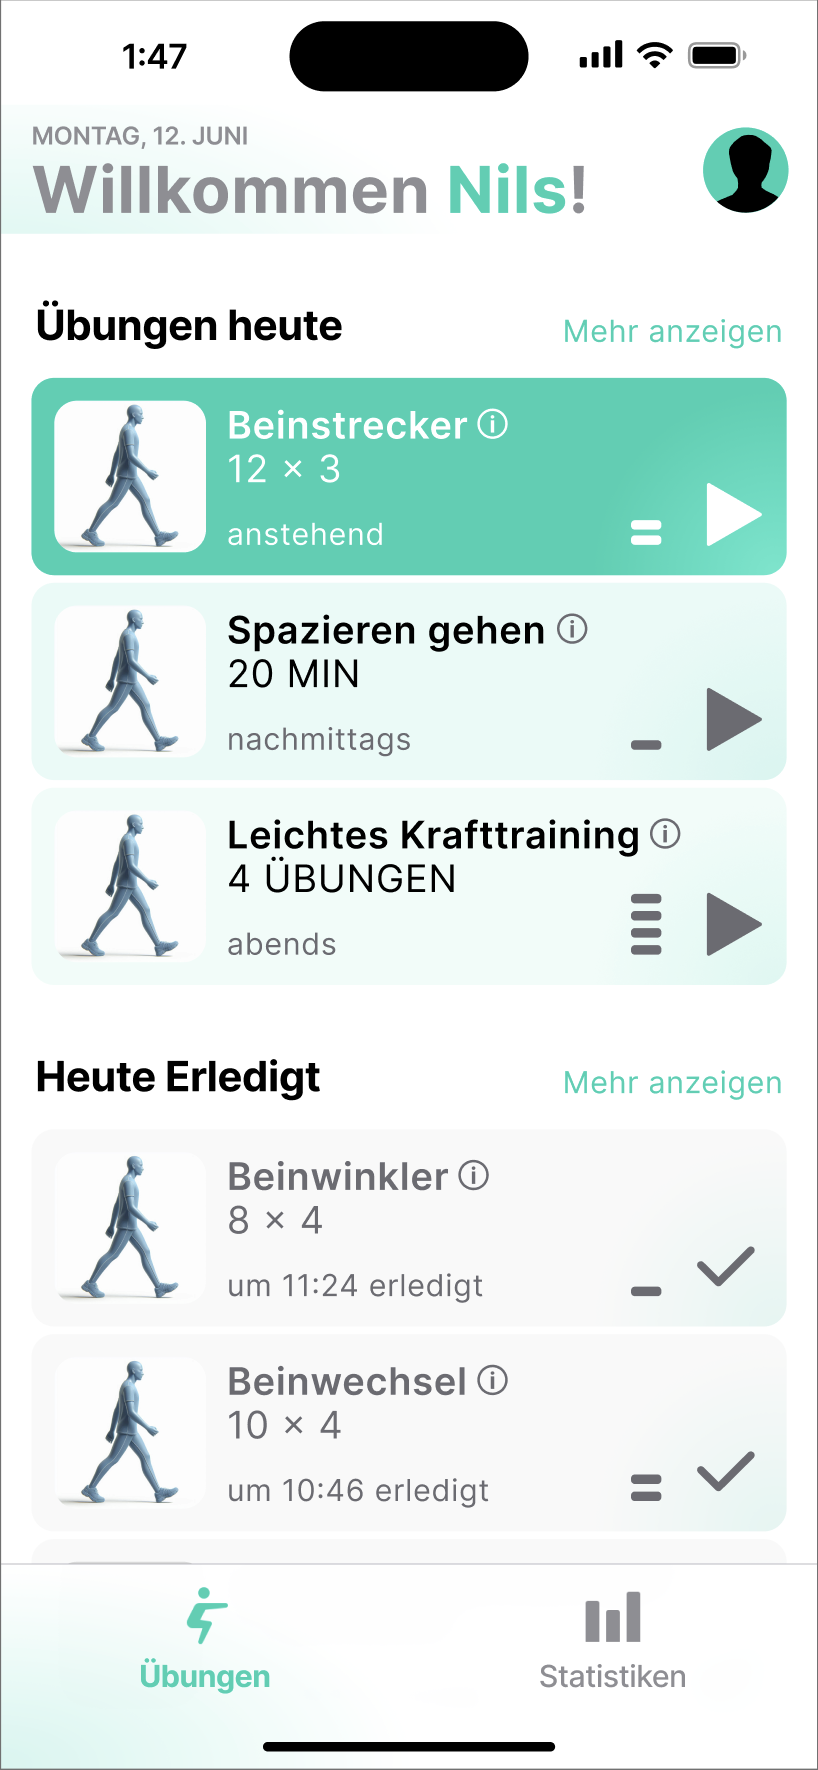 1:47
MONTAG, 12. JUNI
Willkommen Nils!
Übungen heute
Mehr anzeigen
Beinstrecker
12 × 3
anstehend
Spazieren gehen
20 MIN
nachmittags
Leichtes Krafttraining
4 ÜBUNGEN
abends
Heute Erledigt
Mehr anzeigen
Beinwinkler
8 × 4
um 11:24 erledigt
Beinwechsel
10 × 4
um 10:46 erledigt
Übungen
Statistiken